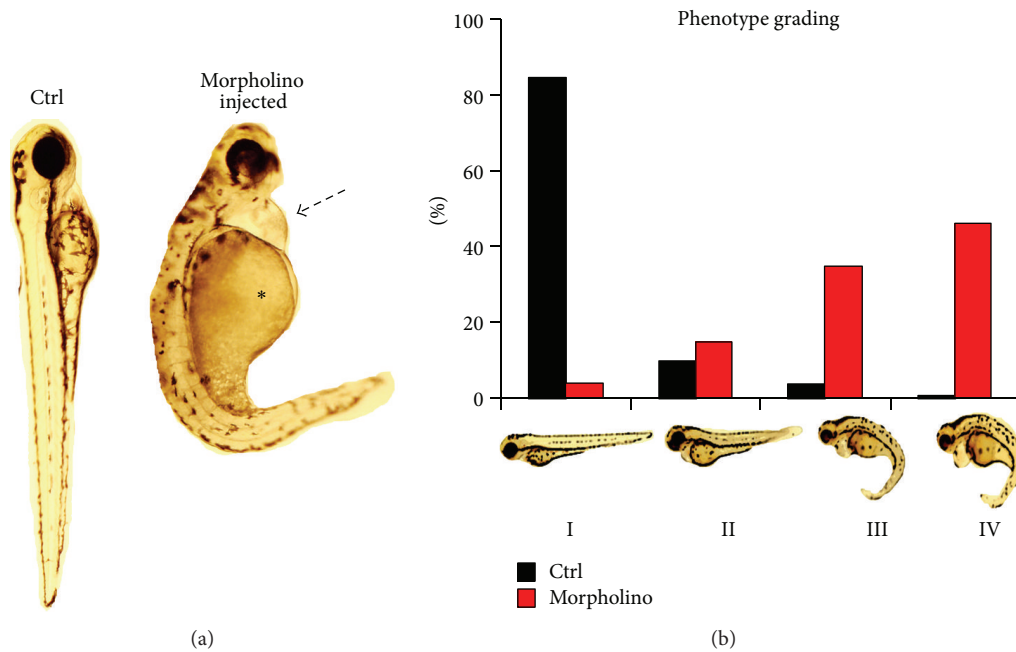 Ctrl
Morpholino
injected
*
(a)
Phenotype grading
100
80
60
40
20
0
(%)
I II III IV
Ctrl
Morpholino
(b)